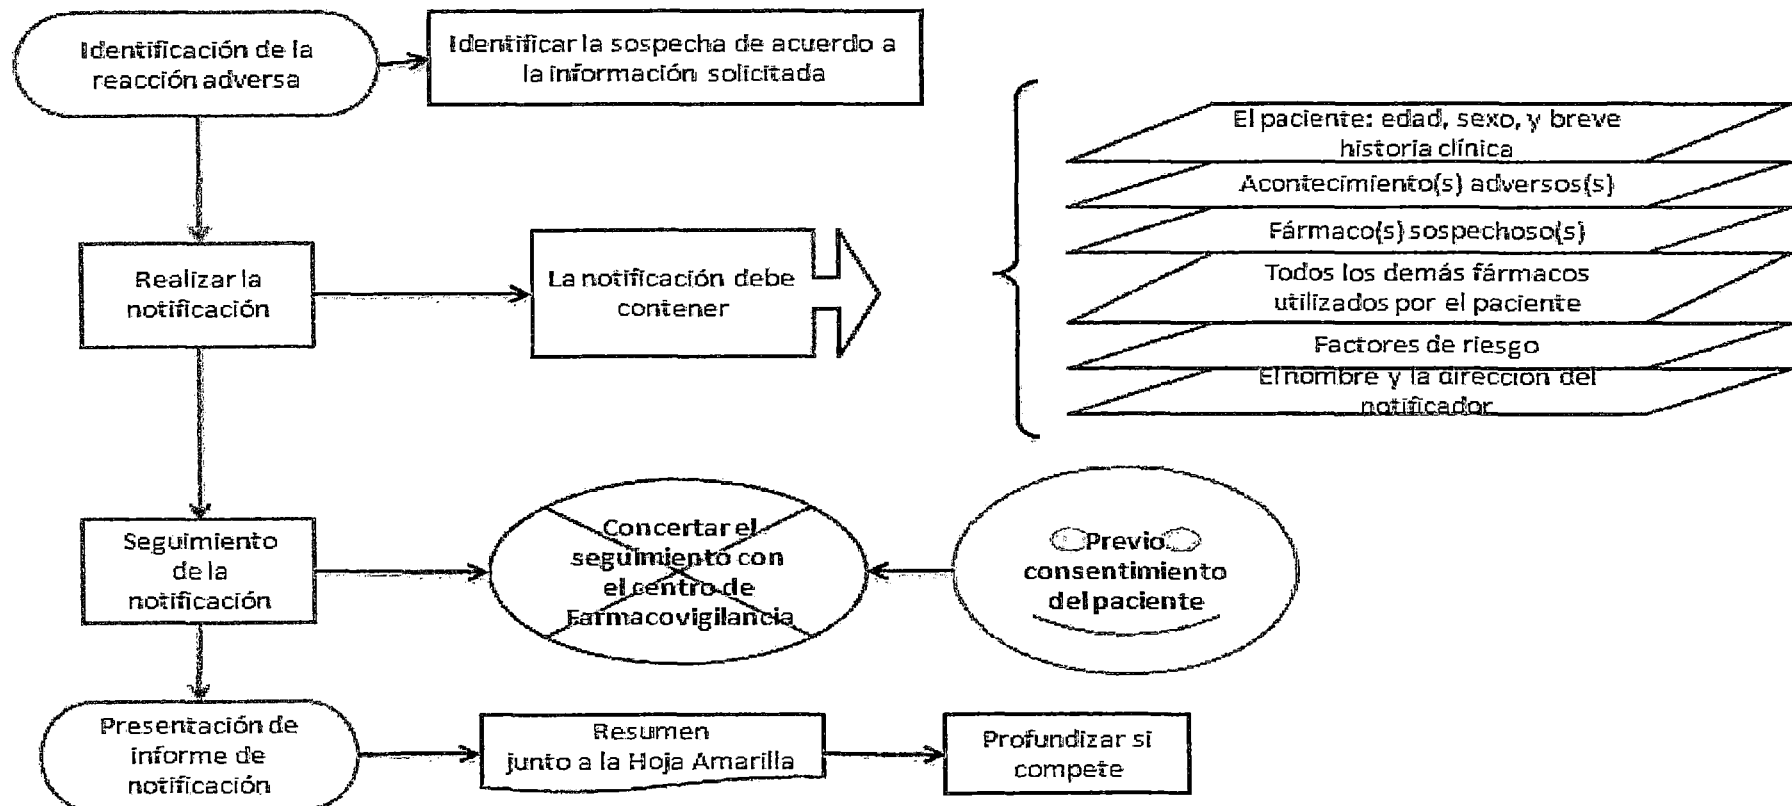 Identificación de la
reacción adversa
Identificar la sospecha de acuerdo a
la información solicitada
El paciente: edad, sexo, y breve
historia clínica
Acontecimiento(s) adversos(s)
Fármaco(s) sospechoso(s)
Todos los demás fármacos
utilizados por el paciente
Factores de riesgo
El nombre y la dirección del
notificador
Realizar la
notificación
La notificación debe
contener
Seguimiento
de la
notificación
Concertar el
seguimiento con
el centro de
Farmacovigilancia
Previo
consentimiento
del paciente
Presentación de
informe de
notificación
Resumen
junto a la Hoja Amarilla
Profundizar si
compete